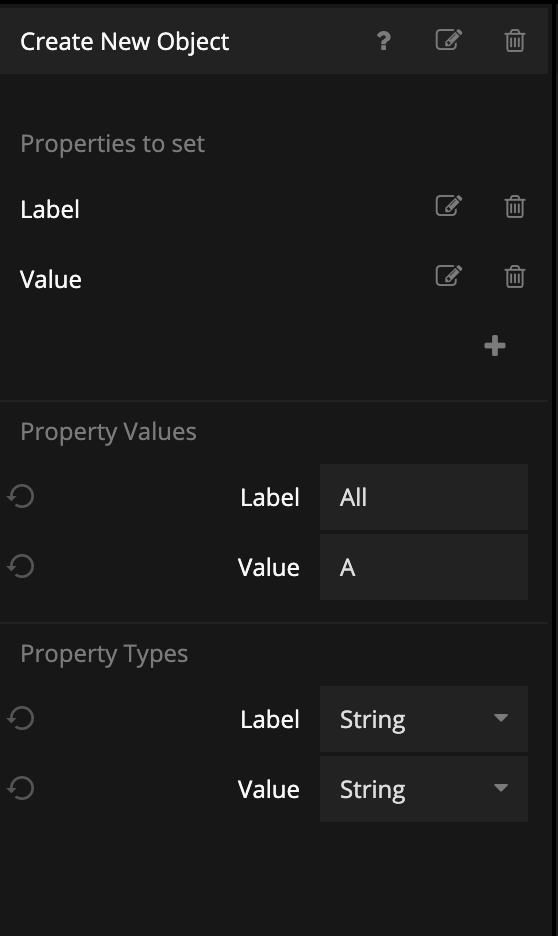 Create New Object ?
Properties to set
Label
Value
Property Values
Label All
Value A
Property Types
Label String
Value String